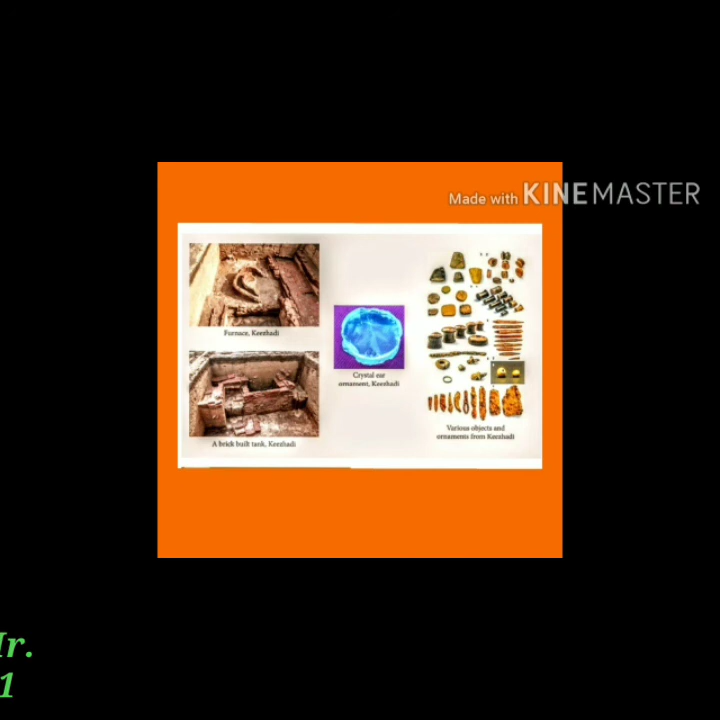 Made with KINEMASTER
Furnace, Keezhadi
Crystal ear
ornament, Keezhadi
A brick built tank, Keezhadi
Various objects and
ornaments from Keezhadi
1